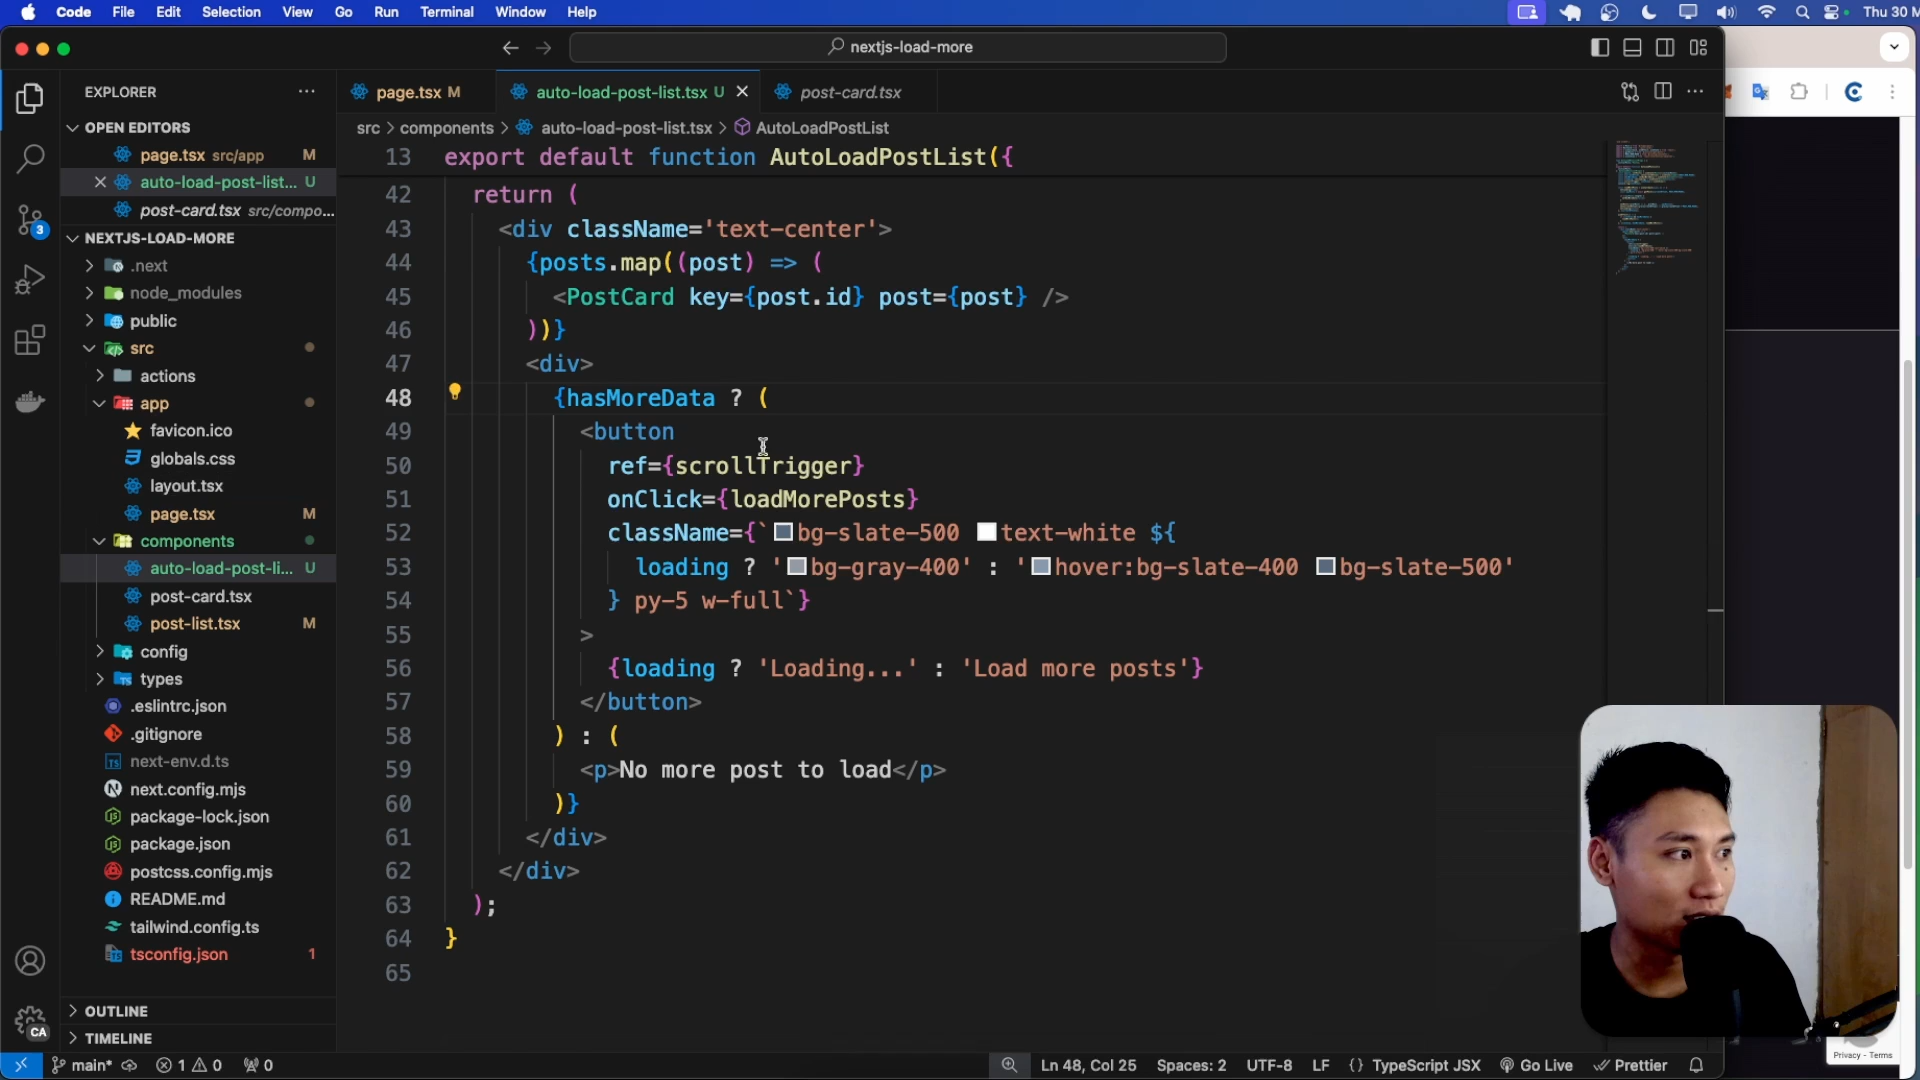 Code File Edit Selection View Go Run Terminal Window Help
Thu 30 M
nextjs-load-more
EXPLORER
OPEN EDITORS
page.tsx src/app M
auto-load-post-list... U
post-card.tsx src/compo...
NEXTJS-LOAD-MORE
.next
node_modules
public
src
actions
app
favicon.ico
globals.css
layout.tsx
page.tsx M
components
auto-load-post-li... U
post-card.tsx
post-list.tsx M
config
types
.eslintrc.json
.gitignore
next-env.d.ts
next.config.mjs
package-lock.json
package.json
postcss.config.mjs
README.md
tailwind.config.ts
tsconfig.json 1
OUTLINE
TIMELINE
3
CA
page.tsx M
auto-load-post-list.tsx U
post-card.tsx
src > components > auto-load-post-list.tsx > AutoLoadPostList
13 export default function AutoLoadPostList({
42 return (
43 <div className='text-center'>
44 {posts.map((post) => (
45 <PostCard key={post.id} post={post} />
46 ))}
47 <div>
48 {hasMoreData ? (
49 <button
50 ref={scrollTrigger}
51 onClick={loadMorePosts}
52 className={`bg-slate-500 text-white ${
53 loading ? 'bg-gray-400' : 'hover:bg-slate-400 bg-slate-500'
54 } py-5 w-full`}
55 >
56 {loading ? 'Loading...' : 'Load more posts'}
57 </button>
58 ) : (
59 <p>No more post to load</p>
60 )}
61 </div>
62 </div>
63 );
64 }
65
Privacy - Terms
main* 1 0 0
Ln 48, Col 25 Spaces: 2 UTF-8 LF {} TypeScript JSX Go Live Prettier